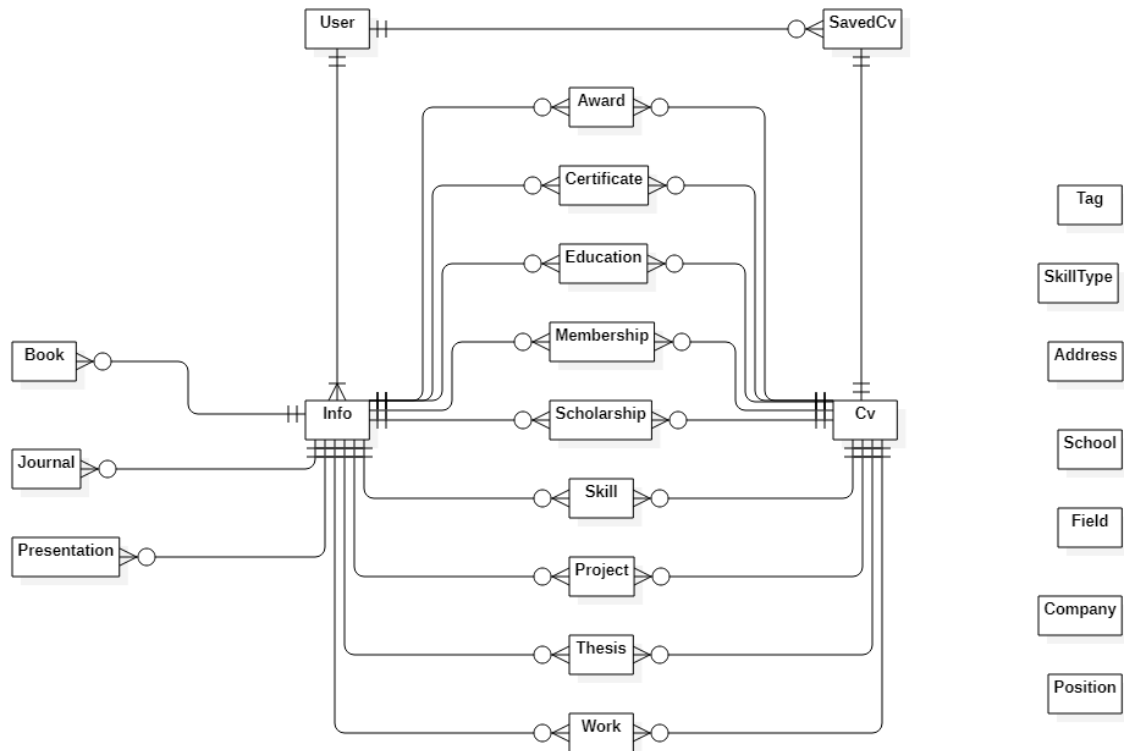 User
SavedCv
Award
Certificate
Tag
Education
SkillType
Membership
Book
Address
Info
Scholarship
Cv
Journal
School
Skill
Field
Presentation
Project
Company
Thesis
Position
Work